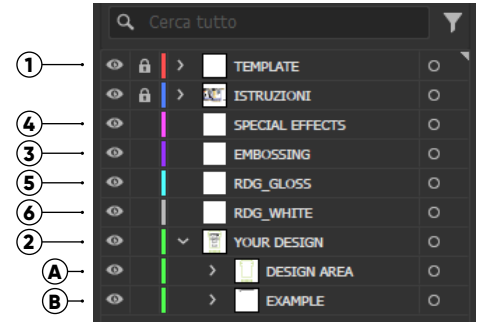 Cerca tutto
1 TEMPLATE
ISTRUZIONI
4 SPECIAL EFFECTS
3 EMBOSSING
5 RDG_GLOSS
6 RDG_WHITE
2 YOUR DESIGN
A DESIGN AREA
B EXAMPLE